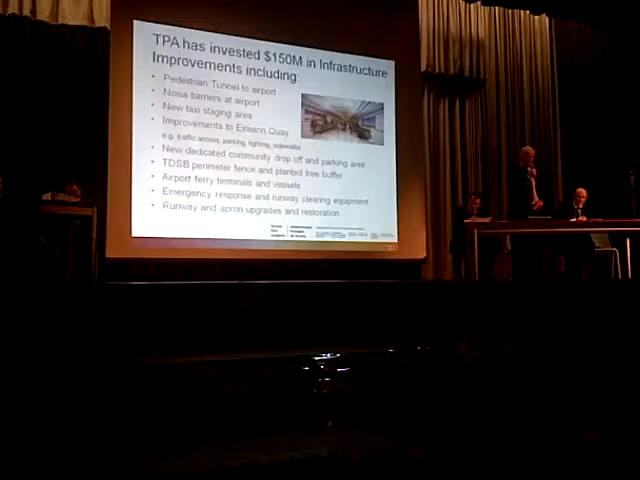 TPA has invested $150M in Infrastructure
Improvements including:
• Pedestrian Tunnel to airport
• Noise barriers at airport
• New taxi staging area
• Improvements to Eireann Quay
e.g. traffic access, parking, lighting, sidewalks
• New dedicated community drop off and parking area
• TDSB perimeter fence and planted tree buffer
• Airport ferry terminals and vessels
• Emergency response and runway clearing equipment
• Runway and apron upgrades and restoration